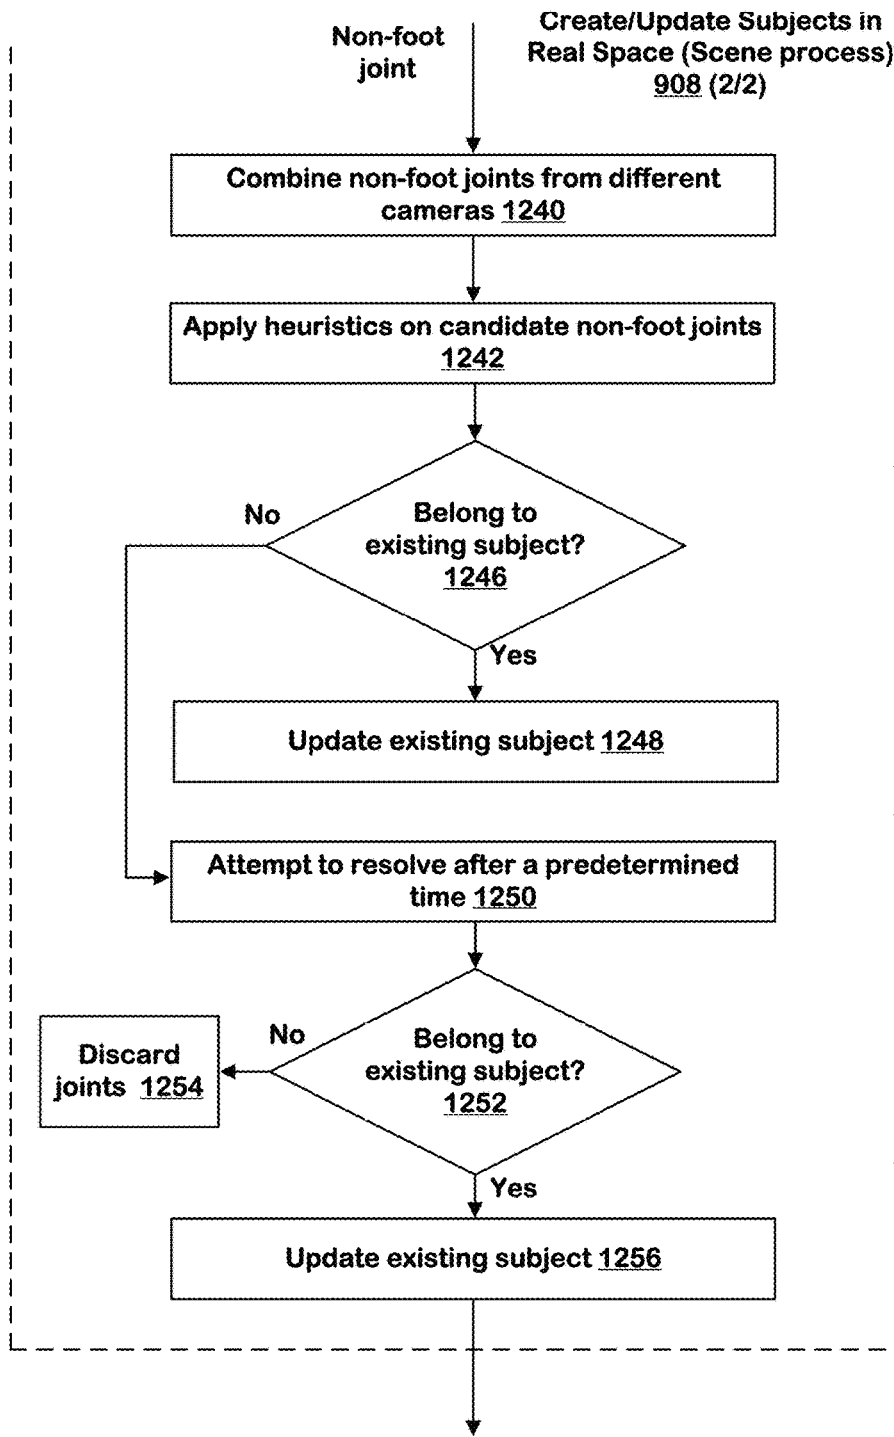 Non-foot
joint
Create/Update Subjects in
Real Space (Scene process)
908 (2/2)
Combine non-foot joints from different
cameras 1240
Apply heuristics on candidate non-foot joints
1242
Belong to
existing subject?
1246
No
Yes
Update existing subject 1248
Attempt to resolve after a predetermined
time 1250
Belong to
existing subject?
1252
No
Discard
joints 1254
Yes
Update existing subject 1256